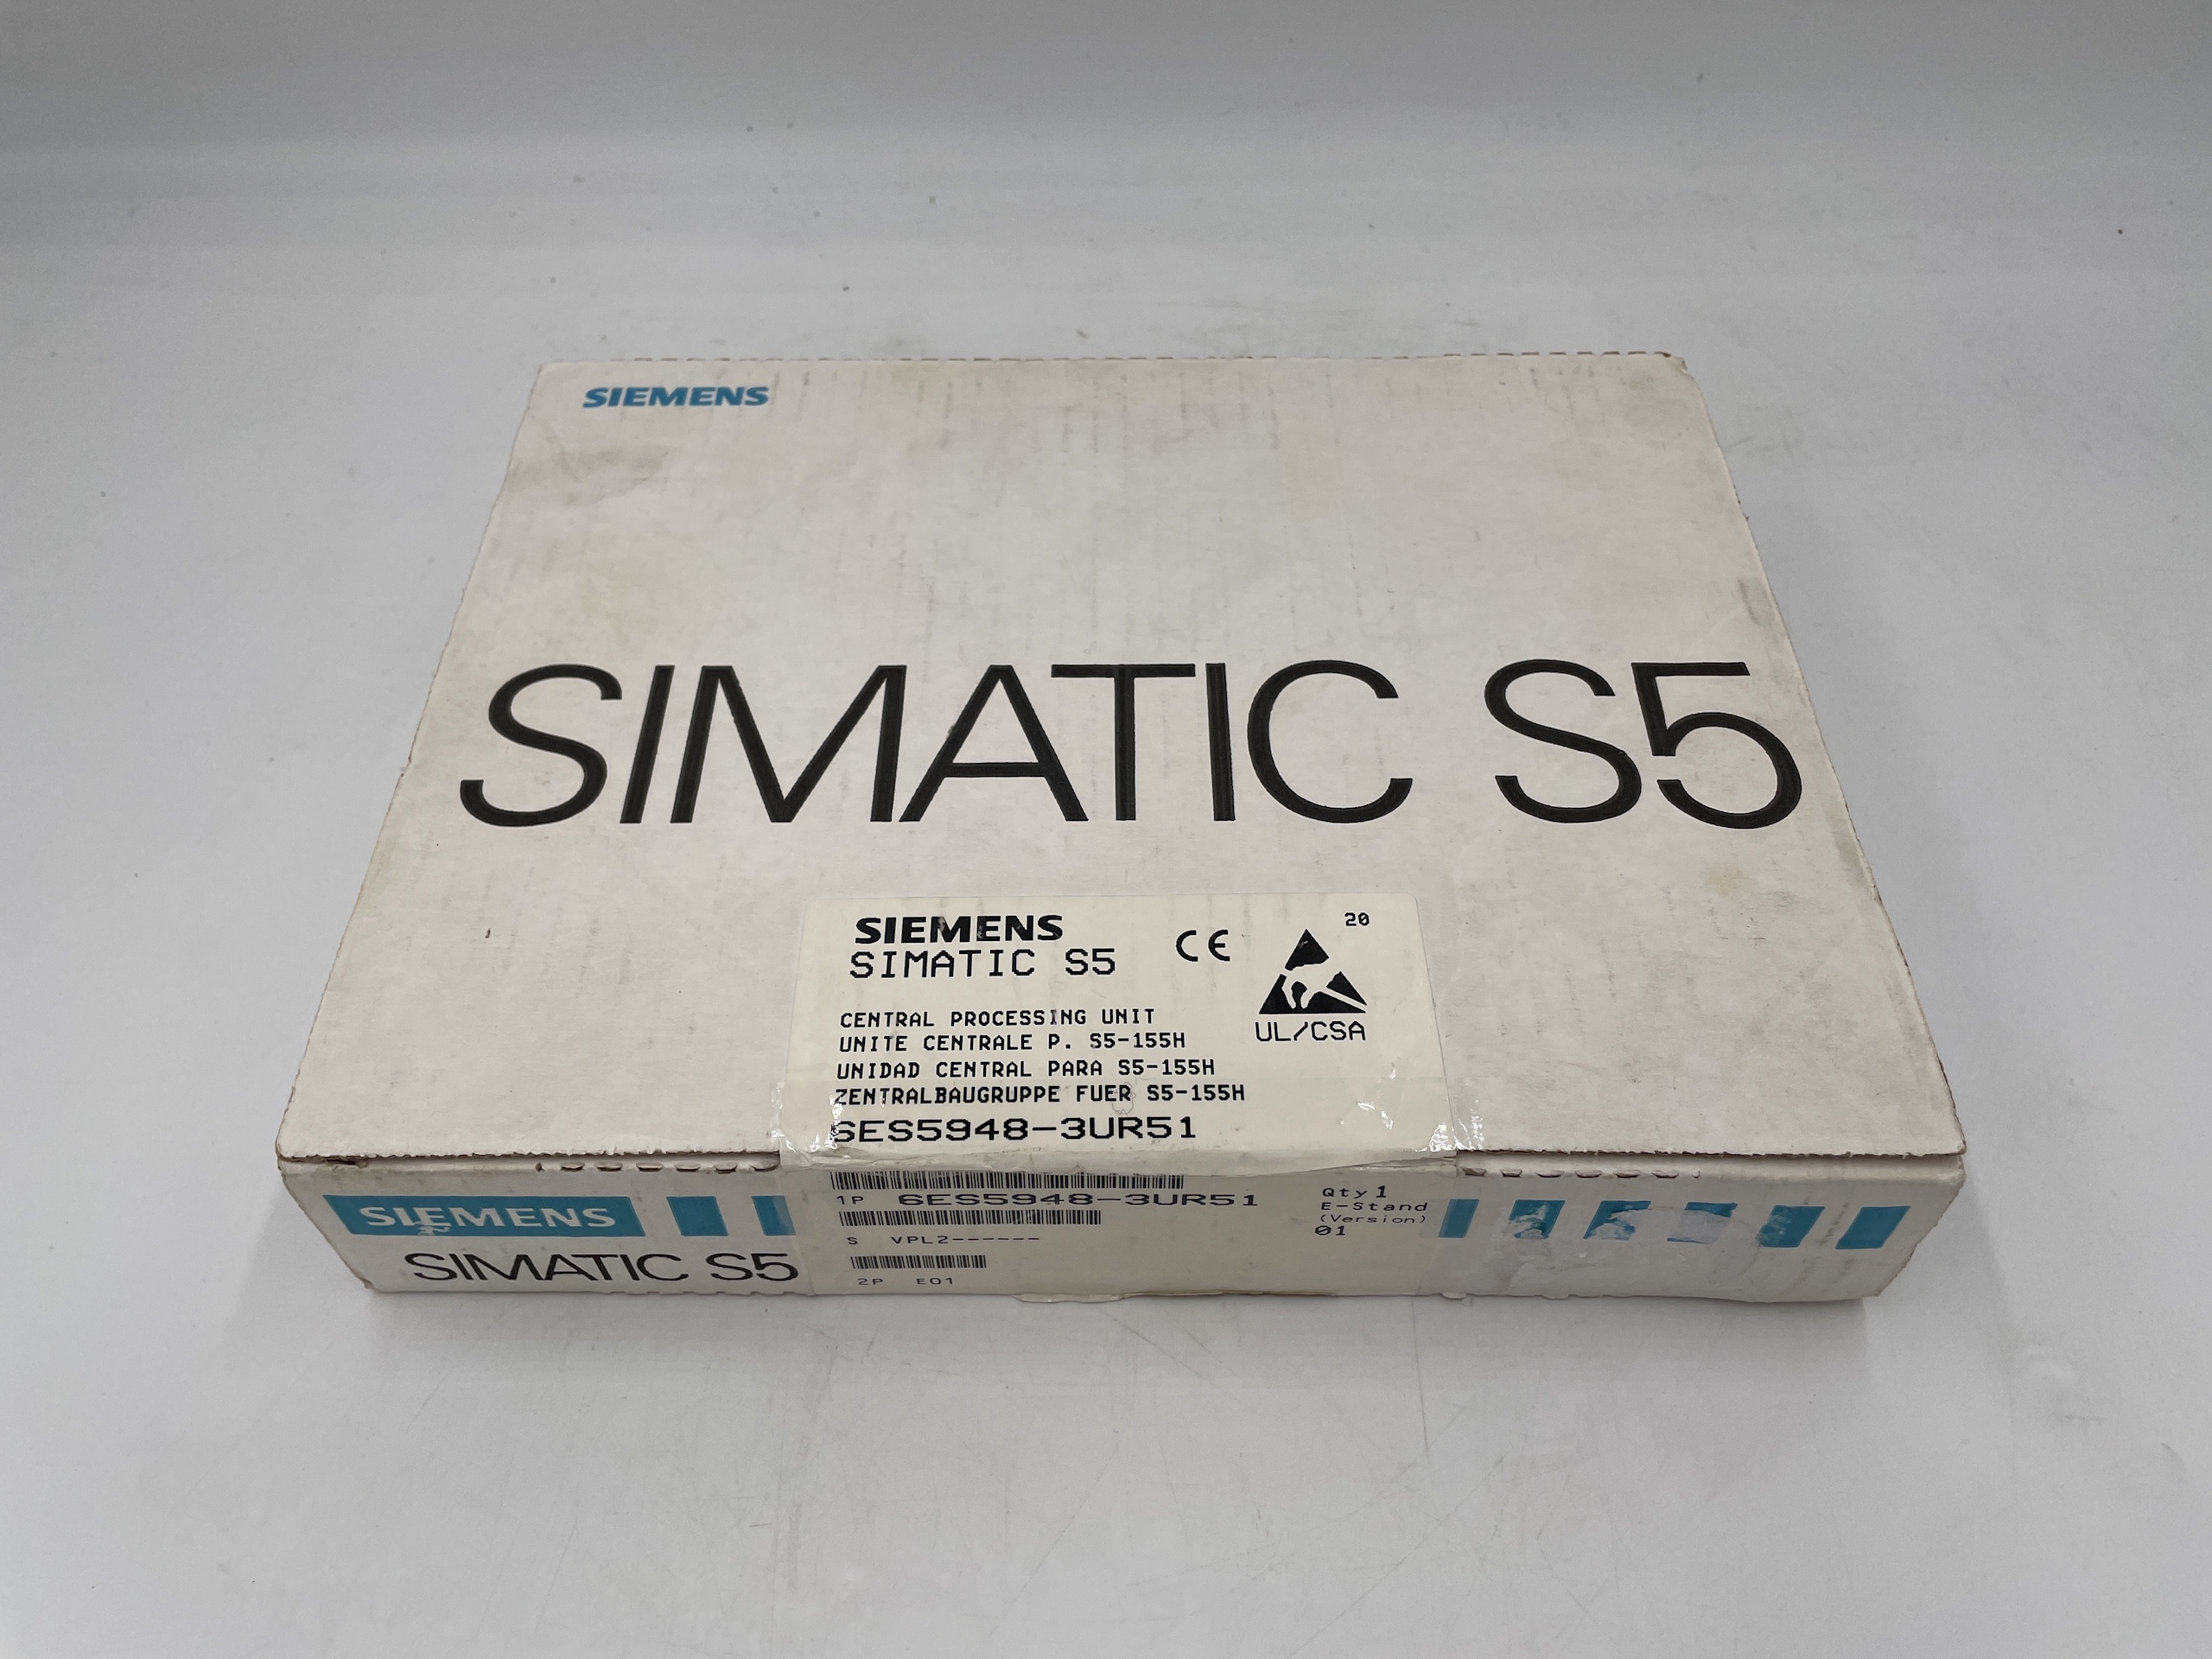 SIEMENS
SIMATIC S5
SIEMENS
SIMATIC S5
CE
20
UL/CSA
CENTRAL PROCESSING UNIT
UNITE CENTRALE P. S5-155H
UNIDAD CENTRAL PARA S5-155H
ZENTRALBAUGRUPPE FUER S5-155H
6ES5948-3UR51
1P 6ES5948-3UR51
Qty 1
E-Stand
(Version)
01
S VPL2------
2P E01
SIEMENS
SIMATIC S5